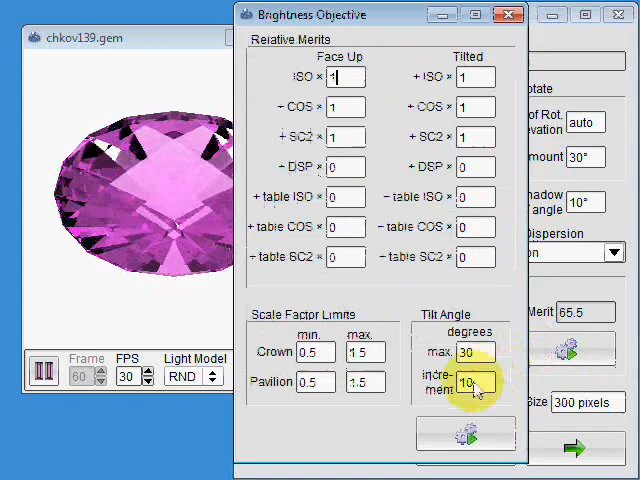 chkov139.gem
Brightness Objective
Relative Merits
Face Up
Tilted
ISO × 1
+ ISO × 1
+ COS × 1
+ COS × 1
+ SC2 × 1
+ SC2 × 1
+ DSP × 0
+ DSP × 0
+ table ISO × 0
- table ISO × 0
+ table COS × 0
- table COS × 0
+ table SC2 × 0
- table SC2 × 0
Scale Factor Limits
min. max.
Crown 0.5 1.5
Pavilion 0.5 1.5
Tilt Angle
degrees
max. 30
Incre-
ment 10
Frame FPS Light Model
60 30 RND
otate
of Rot.
evation auto
mount 30°
hadow
angle 10°
Dispersion
on
Merit 65.5
Size 300 pixels